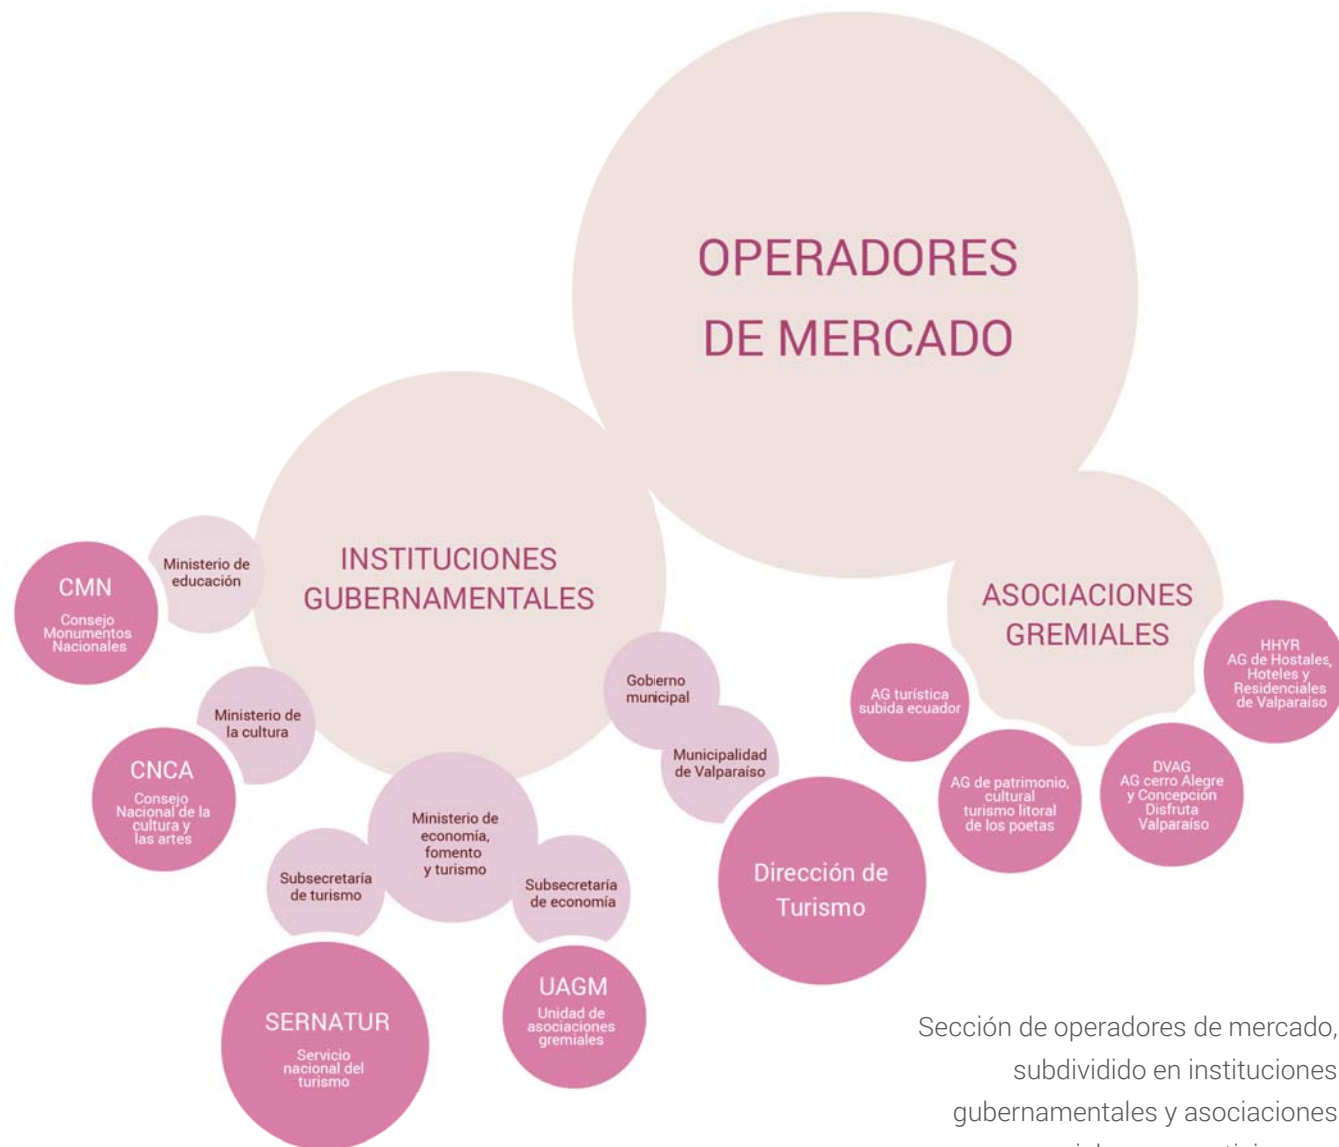 OPERADORES
DE MERCADO
INSTITUCIONES
GUBERNAMENTALES
ASOCIACIONES
GREMIALES
Ministerio de
educación
CMN
Consejo
Monumentos
Nacionales
Ministerio de
la cultura
CNCA
Consejo
Nacional de la
cultura y
las artes
Ministerio de
economía,
fomento
y turismo
Subsecretaría
de turismo
SERNATUR
Servicio
nacional del
turismo
Subsecretaría
de economía
UAGM
Unidad de
asociaciones
gremiales
Gobierno
municipal
Municipalidad
de Valparaíso
Dirección de
Turismo
AG turística
subida ecuador
AG de patrimonio,
cultural
turismo litoral
de los poetas
DVAG
AG cerro Alegre
y Concepción
Disfruta
Valparaíso
HHYR
AG de Hostales,
Hoteles y
Residenciales
de Valparaíso
Sección de operadores de mercado,
subdividido en instituciones
gubernamentales y asociaciones